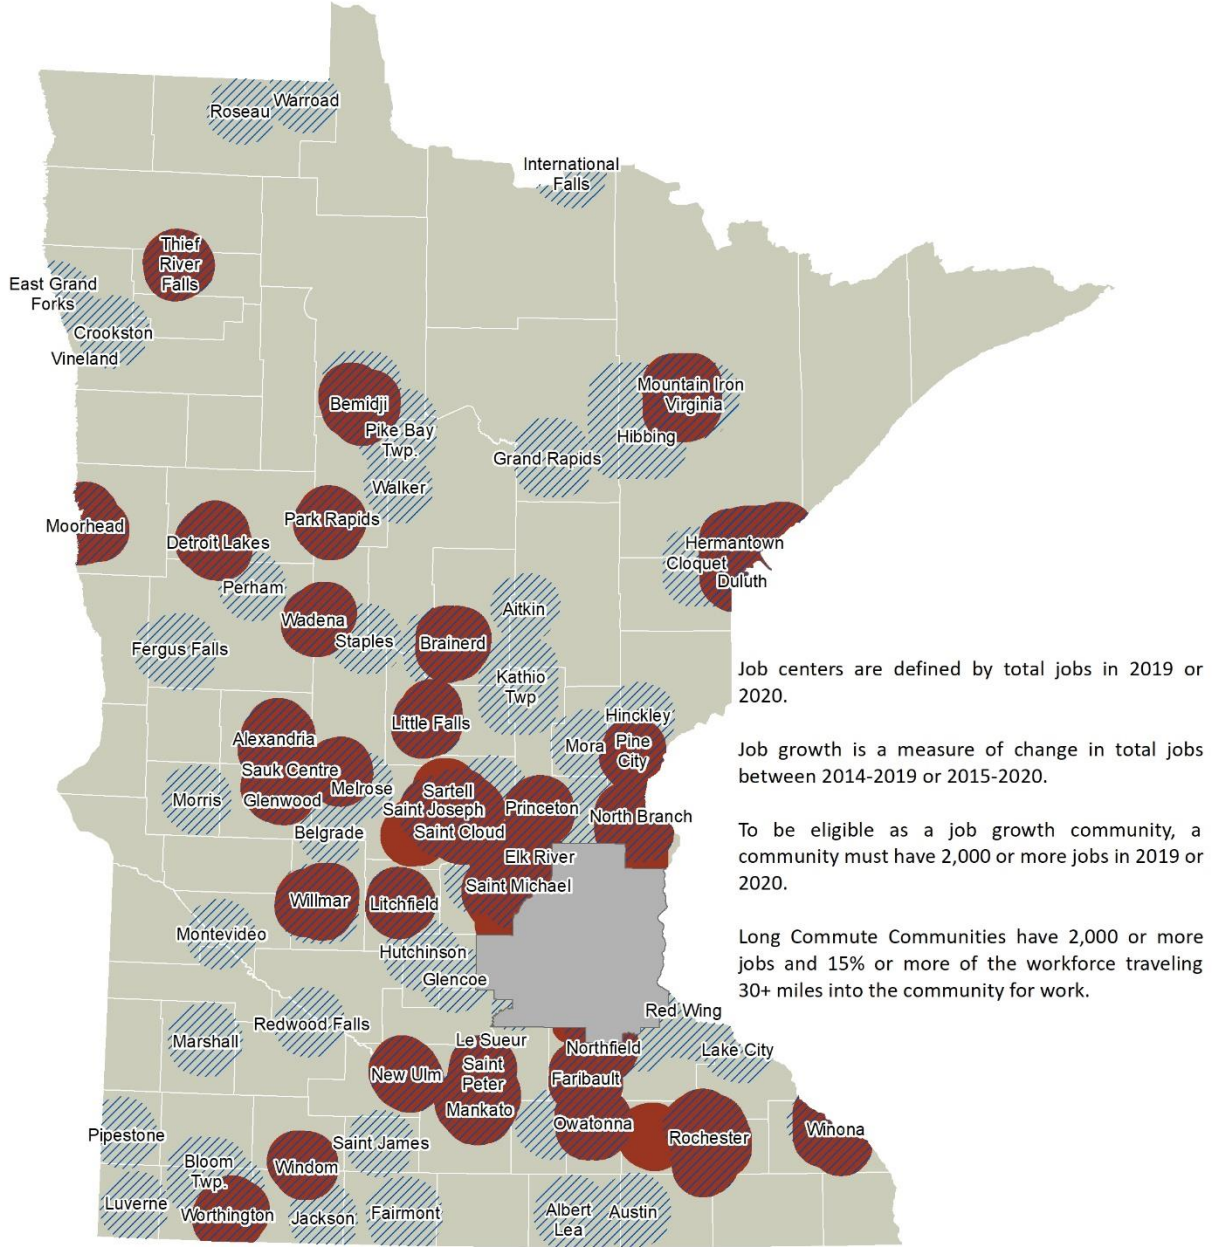 Roseau
Warroad
International
Falls
Thief
River
Falls
East Grand
Forks
Crookston
Vineland
Bemidji
Pike Bay
Twp.
Walker
Mountain Iron
Virginia
Hibbing
Grand Rapids
Moorhead
Detroit Lakes
Park Rapids
Perham
Hermantown
Cloquet
Duluth
Wadena
Staples
Brainerd
Aitkin
Fergus Falls
Kathio
Twp
Little Falls
Hinckley
Mora
Pine
City
Alexandria
Sauk Centre
Glenwood
Melrose
Morris
Belgrade
Sartell
Saint Joseph
Saint Cloud
Princeton
North Branch
Elk River
Saint Michael
Willmar
Litchfield
Montevideo
Hutchinson
Glencoe
Redwood Falls
Marshall
Red Wing
Lake City
Le Sueur
Saint
Peter
Mankato
New Ulm
Northfield
Faribault
Owatonna
Rochester
Winona
Pipestone
Bloom
Twp.
Luverne
Worthington
Windom
Saint James
Jackson
Fairmont
Albert
Lea
Austin
Job centers are defined by total jobs in 2019 or
2020.
Job growth is a measure of change in total jobs
between 2014-2019 or 2015-2020.
To be eligible as a job growth community, a
community must have 2,000 or more jobs in 2019 or
2020.
Long Commute Communities have 2,000 or more
jobs and 15% or more of the workforce traveling
30+ miles into the community for work.